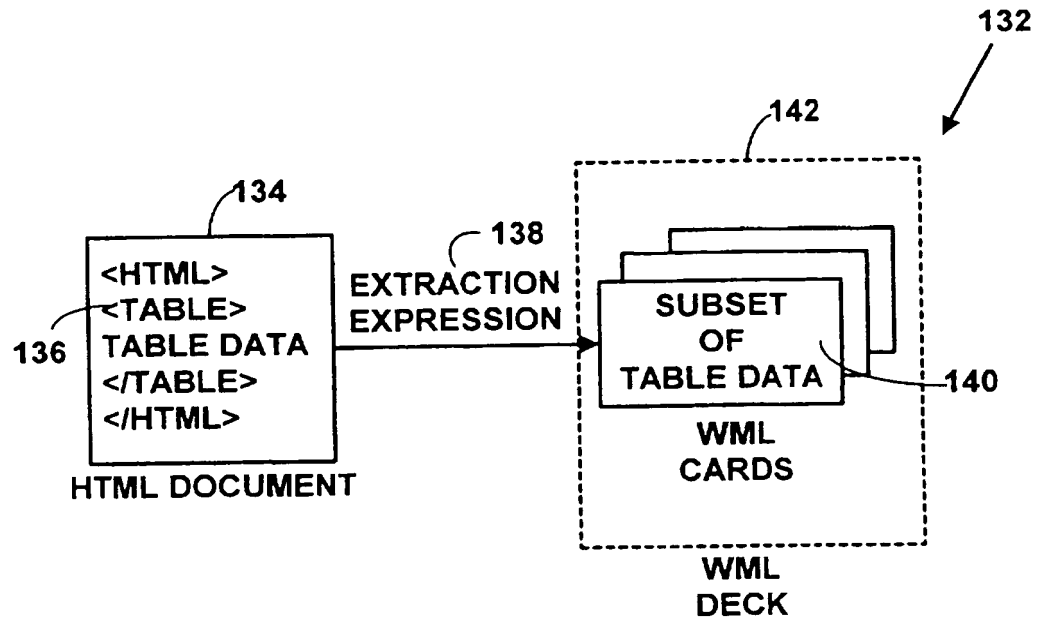 132
142
134
138
<HTML>
<TABLE>
136
TABLE DATA
</TABLE>
</HTML>
HTML DOCUMENT
EXTRACTION
EXPRESSION
SUBSET
OF
TABLE DATA
140
WML
CARDS
WML
DECK